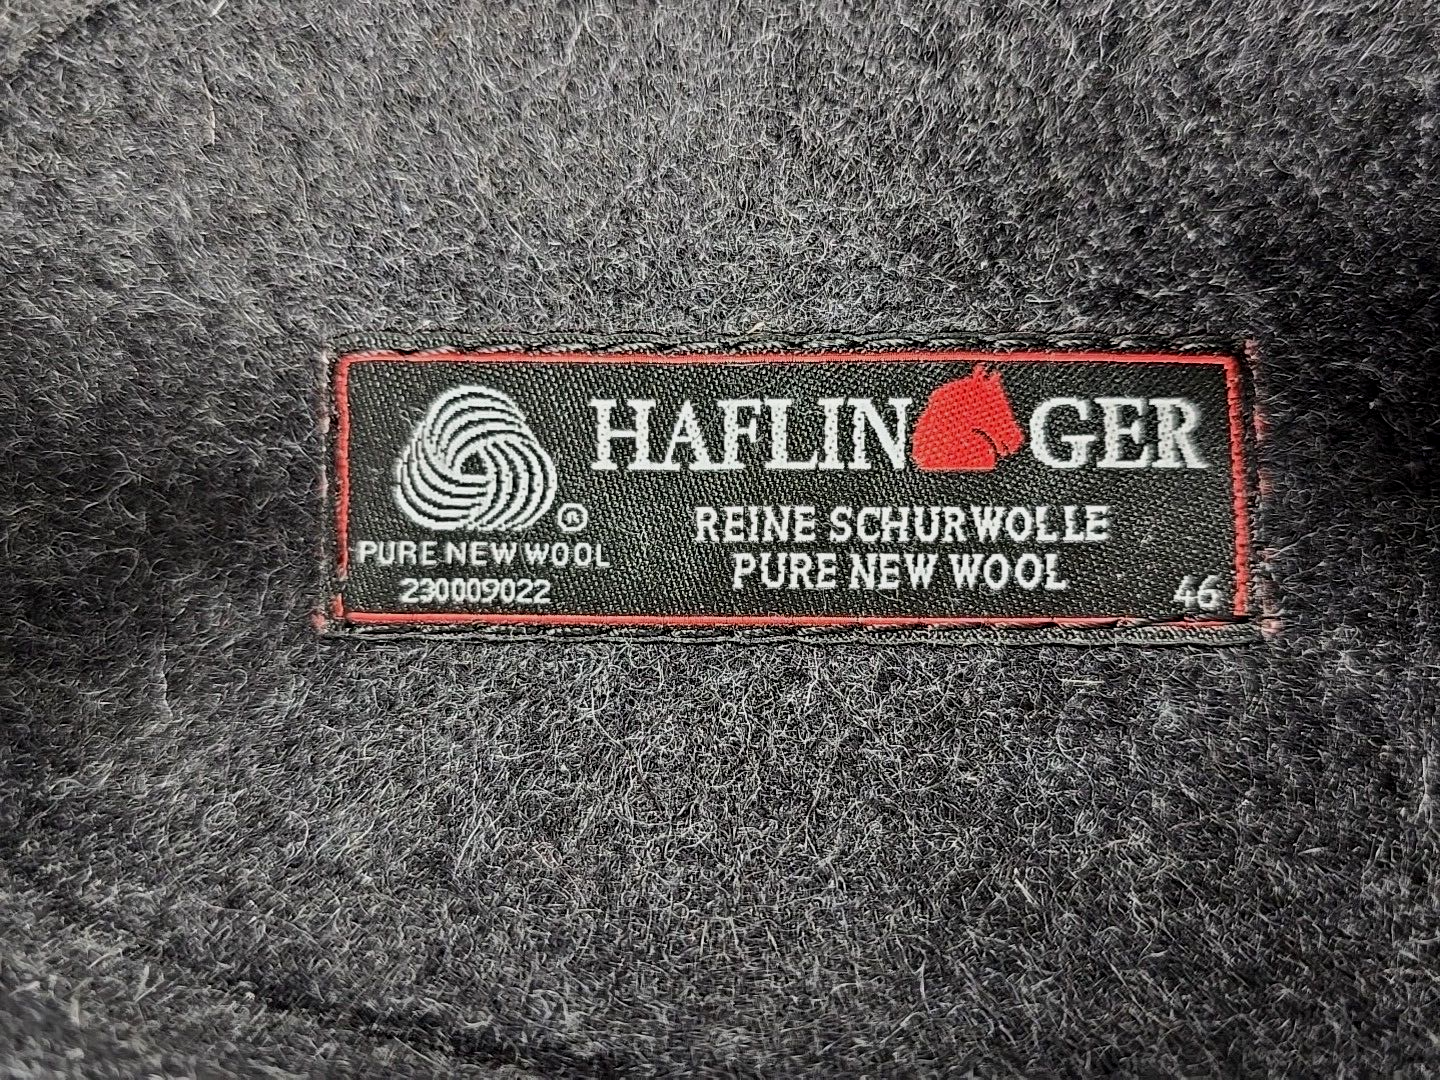 HAFLINGER
REINE SCHURWOLLE
PURE NEW WOOL
®
PURE NEW WOOL
230009022
46